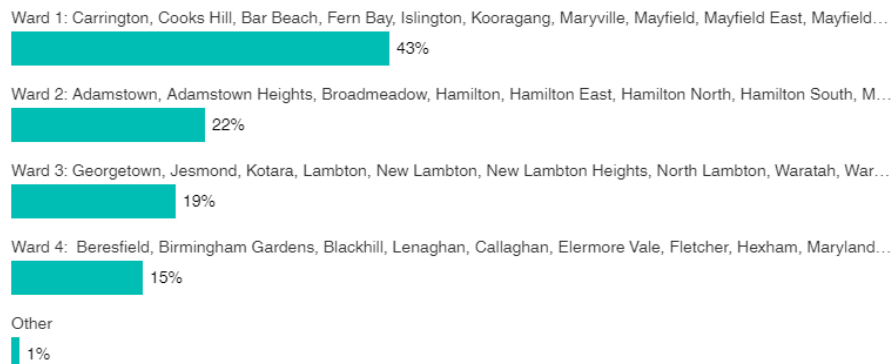 Ward 1: Carrington, Cooks Hill, Bar Beach, Fern Bay, Islington, Kooragang, Maryville, Mayfield, Mayfield East, Mayfield...
43%
Ward 2: Adamstown, Adamstown Heights, Broadmeadow, Hamilton, Hamilton East, Hamilton North, Hamilton South, M...
22%
Ward 3: Georgetown, Jesmond, Kotara, Lambton, New Lambton, New Lambton Heights, North Lambton, Waratah, War...
19%
Ward 4:  Beresfield, Birmingham Gardens, Blackhill, Lenaghan, Callaghan, Elermore Vale, Fletcher, Hexham, Maryland...
15%
Other
1%